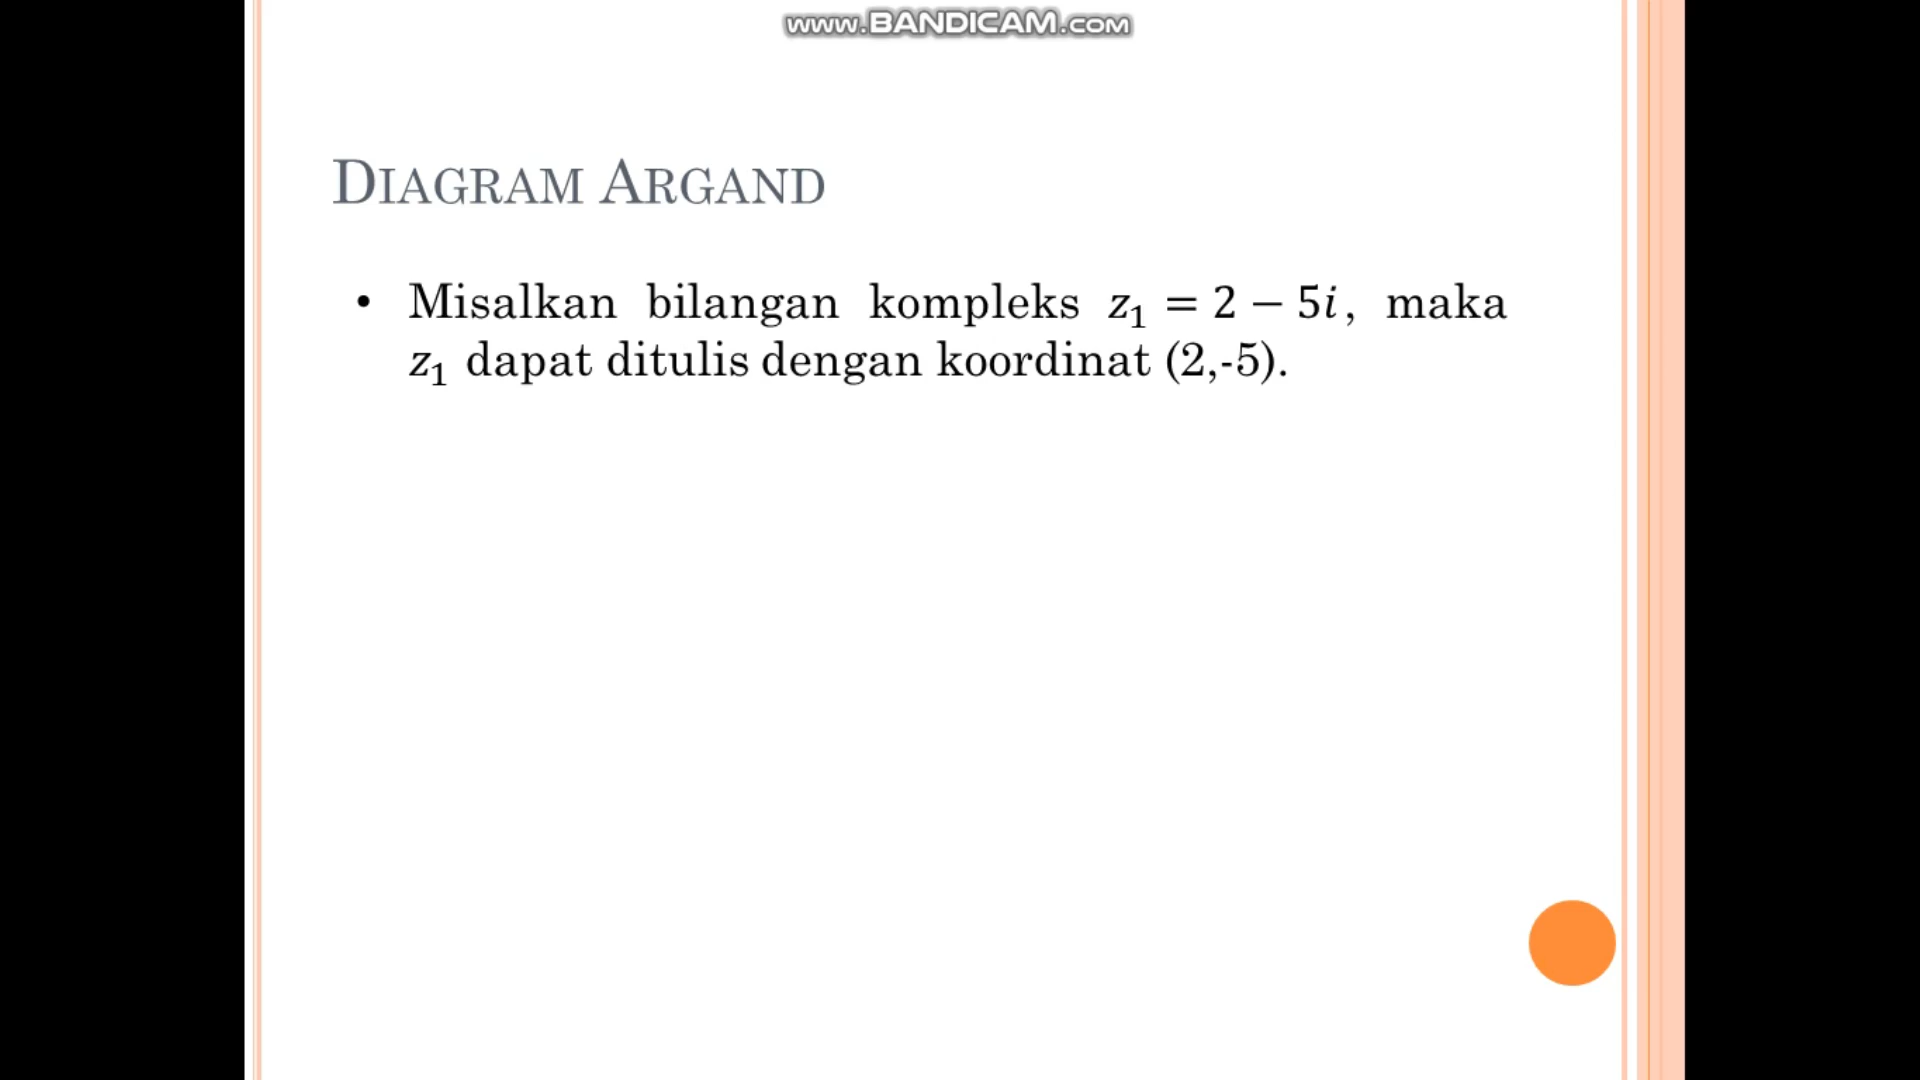 www.BANDICAM.com
DIAGRAM ARGAND
• Misalkan bilangan kompleks z₁ = 2 − 5i, maka
z₁ dapat ditulis dengan koordinat (2,-5).